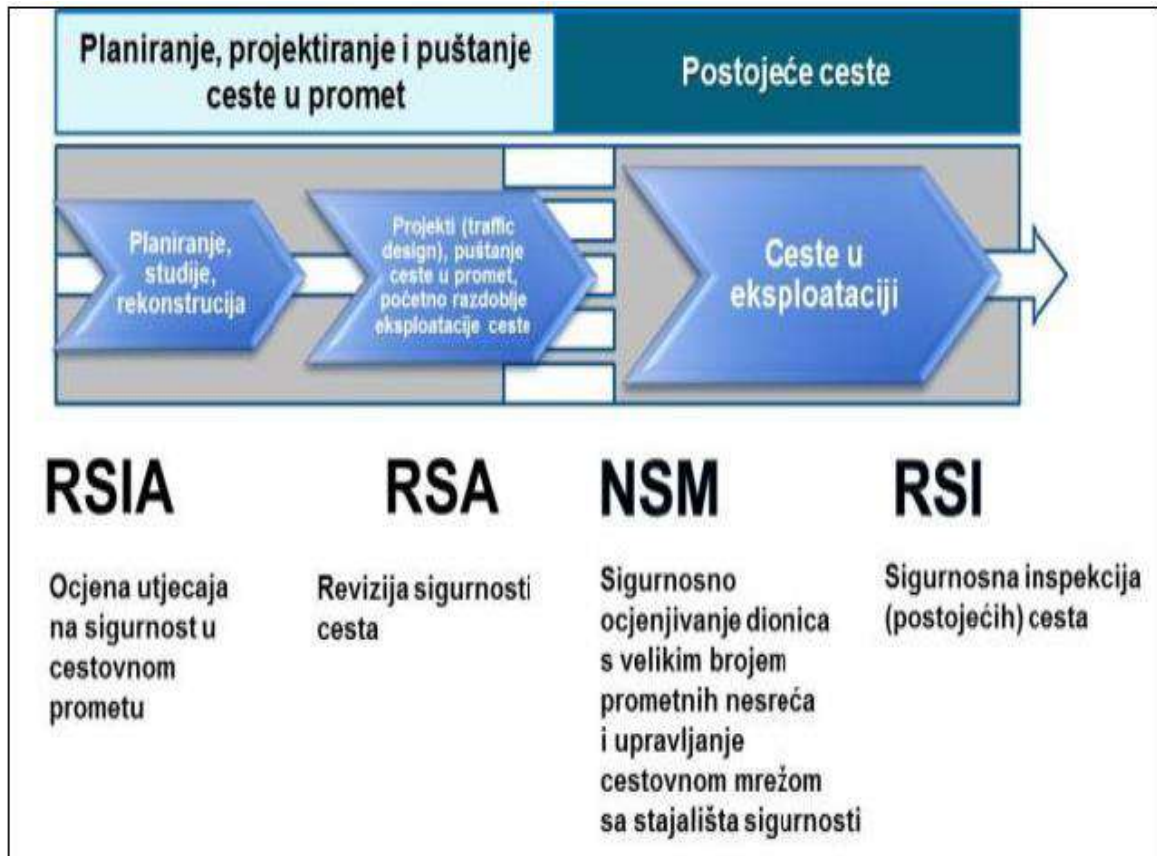 Planiranje, projektiranje i puštanje
ceste u promet
Postojeće ceste
Planiranje,
studije,
rekonstrucija
Projekti (traffic
design), puštanje
ceste u promet,
početno razdoblje
eksploatacije ceste
Ceste u
eksploataciji
RSIA
RSA
NSM
RSI
Ocjena utjecaja
na sigurnost u
cestovnom
prometu
Revizija sigurnosti
cesta
Sigurnosno
ocjenjivanje dionica
s velikim brojem
prometnih nesreća
i upravljanje
cestovnom mrežom
sa stajališta sigurnosti
Sigurnosna inspekcija
(postojećih) cesta